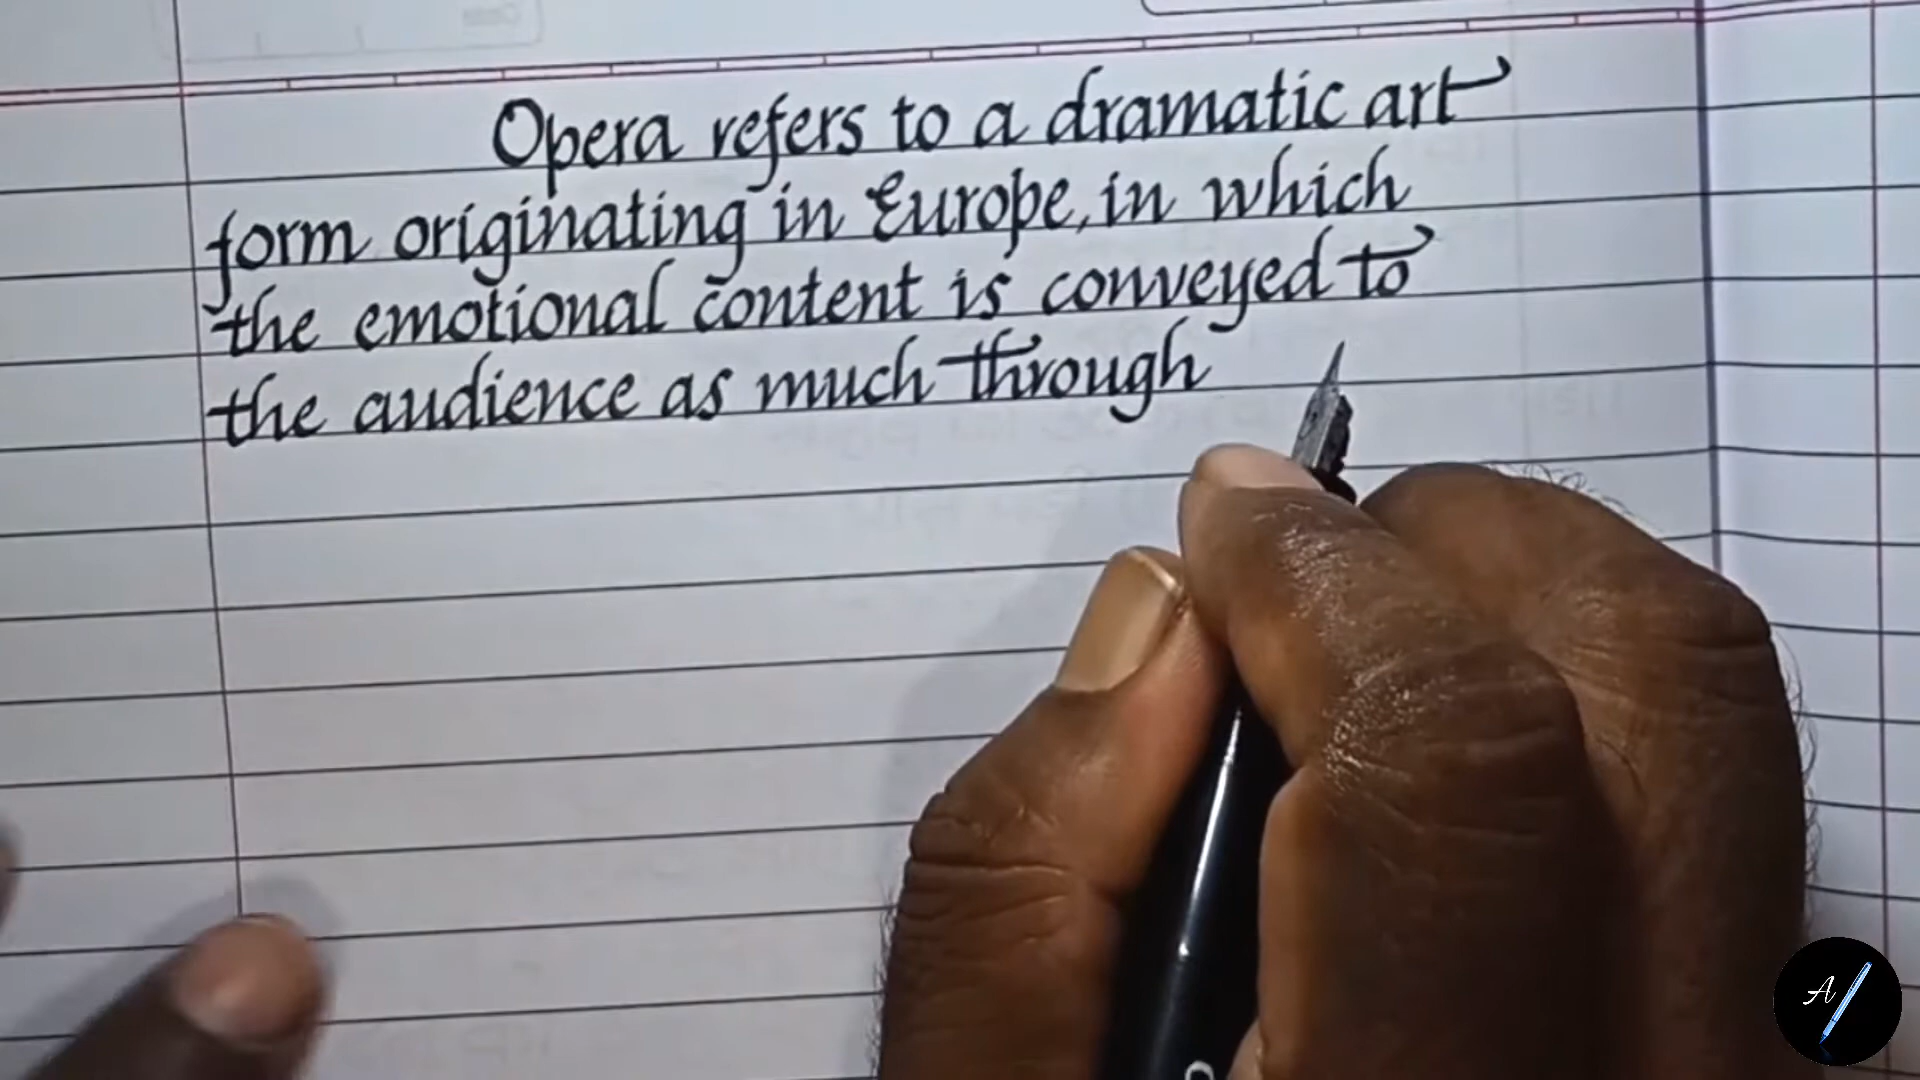 Opera refers to a dramatic art
form originating in Europe, in which
the emotional content is conveyed to
the audience as much through
A